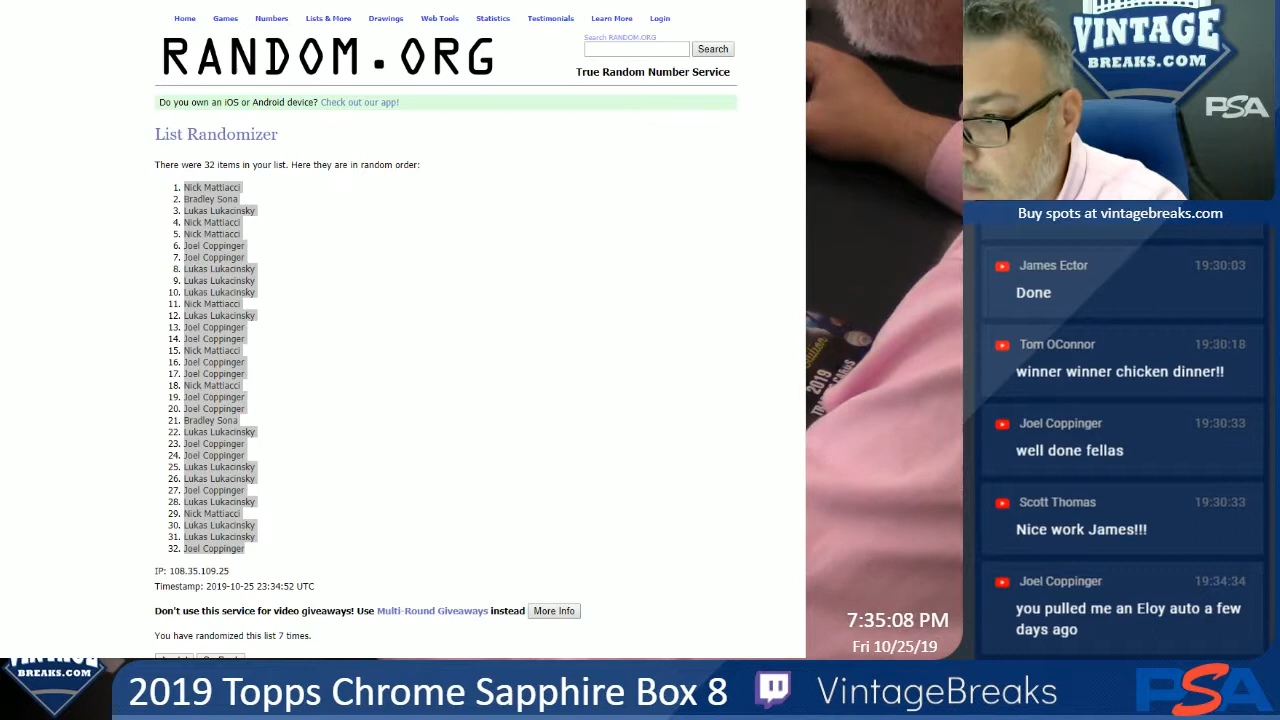 Home Games Numbers Lists & More Drawings Web Tools Statistics Testimonials Learn More Login
RANDOM.ORG
Search RANDOM.ORG
Search
True Random Number Service
Do you own an iOS or Android device? Check out our app!
List Randomizer
There were 32 items in your list. Here they are in random order:
1. Nick Mattiacci
2. Bradley Sona
3. Lukas Lukacinsky
4. Nick Mattiacci
5. Nick Mattiacci
6. Joel Coppinger
7. Joel Coppinger
8. Lukas Lukacinsky
9. Lukas Lukacinsky
10. Lukas Lukacinsky
11. Nick Mattiacci
12. Lukas Lukacinsky
13. Joel Coppinger
14. Joel Coppinger
15. Nick Mattiacci
16. Joel Coppinger
17. Joel Coppinger
18. Nick Mattiacci
19. Joel Coppinger
20. Joel Coppinger
21. Bradley Sona
22. Lukas Lukacinsky
23. Joel Coppinger
24. Joel Coppinger
25. Lukas Lukacinsky
26. Lukas Lukacinsky
27. Joel Coppinger
28. Lukas Lukacinsky
29. Nick Mattiacci
30. Lukas Lukacinsky
31. Lukas Lukacinsky
32. Joel Coppinger
IP: 108.35.109.25
Timestamp: 2019-10-25 23:34:52 UTC
Don't use this service for video giveaways! Use Multi-Round Giveaways instead More Info
You have randomized this list 7 times.
2019
VINTAGE
BREAKS.COM
PSA
Buy spots at vintagebreaks.com
James Ector 19:30:03
Done
Tom OConnor 19:30:18
winner winner chicken dinner!!
Joel Coppinger 19:30:33
well done fellas
Scott Thomas 19:30:33
Nice work James!!!
Joel Coppinger 19:34:34
you pulled me an Eloy auto a few
days ago
7:35:08 PM
Fri 10/25/19
BREAKS.COM
2019 Topps Chrome Sapphire Box 8
VintageBreaks
PSA